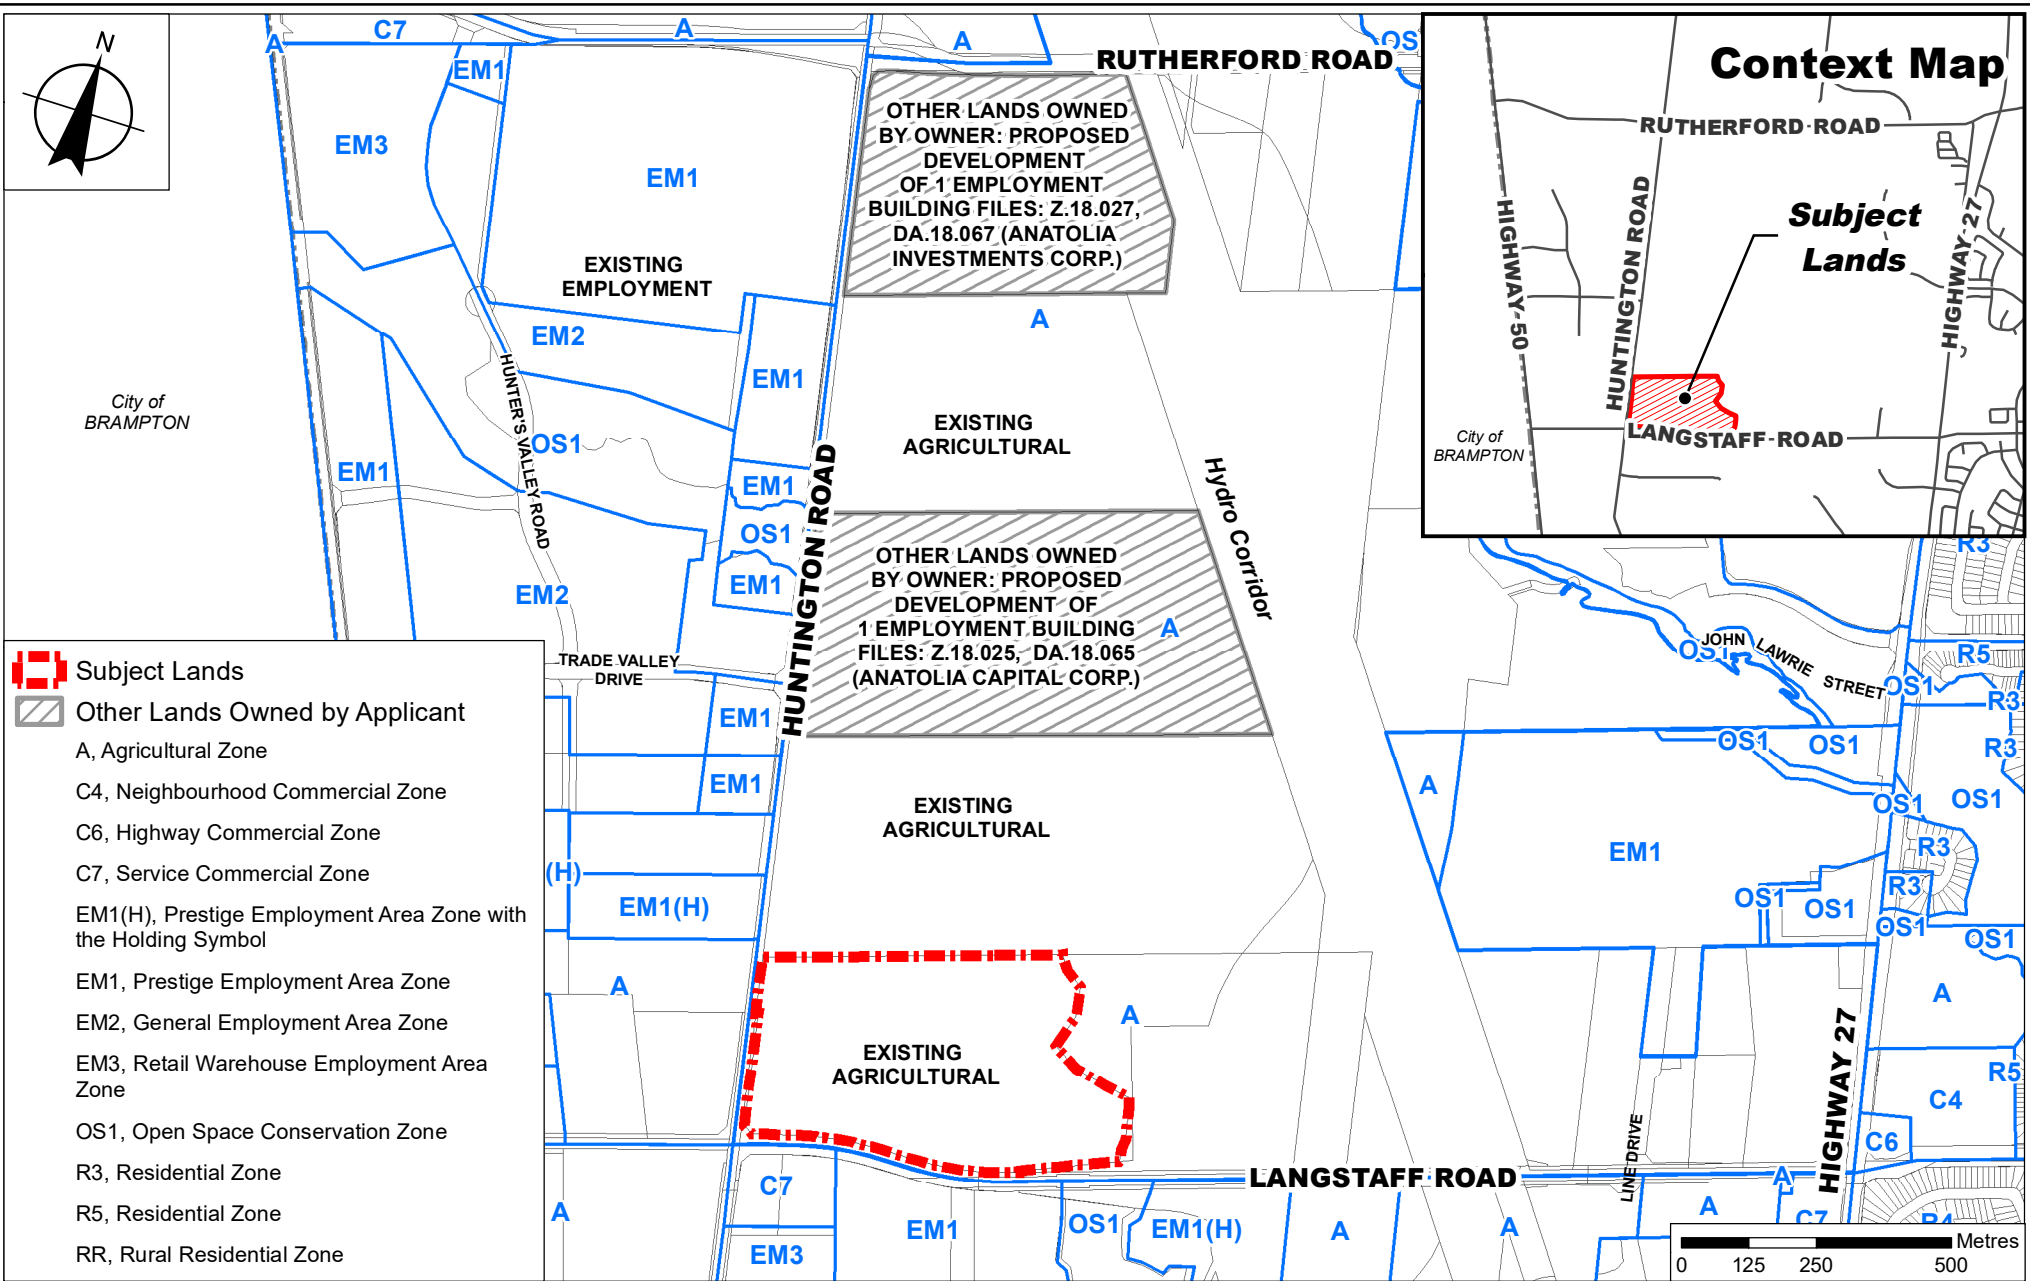 N
C7
A
A
A
OS
RUTHERFORD ROAD
EM1
EM3
EM1
OTHER LANDS OWNED
BY OWNER: PROPOSED
DEVELOPMENT
OF 1 EMPLOYMENT
BUILDING FILES: Z.18.027,
DA.18.067 (ANATOLIA
INVESTMENTS CORP.)
EXISTING
EMPLOYMENT
EM2
A
EM1
HUNTER'S VALLEY ROAD
City of
BRAMPTON
EXISTING
AGRICULTURAL
OS1
EM1
EM1
OS1
EM1
EM2
HUNTINGTON ROAD
Hydro Corridor
OTHER LANDS OWNED
BY OWNER: PROPOSED
DEVELOPMENT OF
1 EMPLOYMENT BUILDING
FILES: Z.18.025, DA.18.065
(ANATOLIA CAPITAL CORP.)
A
TRADE VALLEY
DRIVE
EM1
EM1
EXISTING
AGRICULTURAL
(H)
EM1(H)
A
A
EXISTING
AGRICULTURAL
A
C7
EM3
EM1
OS1
EM1(H)
A
A
LANGSTAFF ROAD
LINE DRIVE
A
A
C7
R4
HIGHWAY 27
C6
C4
R5
A
OS1
OS1
R3
R3
OS1
OS1
EM1
A
OS1
OS1
OS1
OS1
R3
R3
OS1
R5
OS1
JOHN LAWRIE STREET
R3
Context Map
RUTHERFORD ROAD
HIGHWAY 50
HUNTINGTON ROAD
HIGHWAY 27
Subject
Lands
City of
BRAMPTON
LANGSTAFF ROAD
Subject Lands
Other Lands Owned by Applicant
A, Agricultural Zone
C4, Neighbourhood Commercial Zone
C6, Highway Commercial Zone
C7, Service Commercial Zone
EM1(H), Prestige Employment Area Zone with
the Holding Symbol
EM1, Prestige Employment Area Zone
EM2, General Employment Area Zone
EM3, Retail Warehouse Employment Area
Zone
OS1, Open Space Conservation Zone
R3, Residential Zone
R5, Residential Zone
RR, Rural Residential Zone
Metres
0 125 250 500